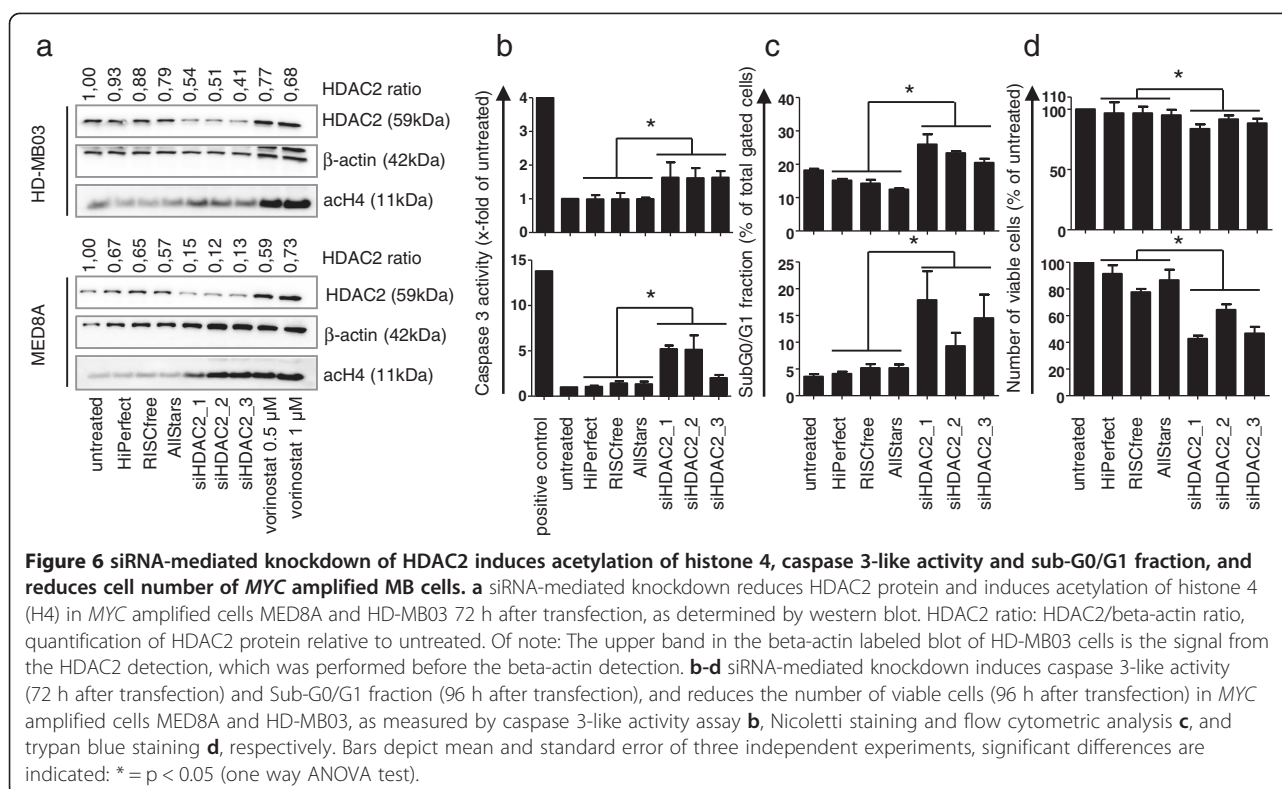 a
1,00 0,93 0,88 0,79 0,54 0,51 0,41 0,77 0,68 HDAC2 ratio
HD-MB03
HDAC2 (59kDa)
β-actin (42kDa)
acH4 (11kDa)
1,00 0,67 0,65 0,57 0,15 0,12 0,13 0,59 0,73 HDAC2 ratio
MED8A
HDAC2 (59kDa)
β-actin (42kDa)
acH4 (11kDa)
untreated HiPerfect RISCfree AllStars siHDAC2_1 siHDAC2_2 siHDAC2_3 vorinostat 0.5 μM vorinostat 1 μM
b
Caspase 3 activity (x-fold of untreated)
4
3
2
1
0
*
15
10
5
0
*
positive control untreated HiPerfect RISCfree AllStars siHDAC2_1 siHDAC2_2 siHDAC2_3
c
SubG0/G1 fraction (% of total gated cells)
40
30
20
10
0
*
25
20
15
10
5
0
*
untreated HiPerfect RISCfree AllStars siHDAC2_1 siHDAC2_2 siHDAC2_3
d
Number of viable cells (% of untreated)
110
100
75
50
25
0
*
100
80
60
40
20
0
*
untreated HiPerfect RISCfree AllStars siHDAC2_1 siHDAC2_2 siHDAC2_3
Figure 6 siRNA-mediated knockdown of HDAC2 induces acetylation of histone 4, caspase 3-like activity and sub-G0/G1 fraction, and
reduces cell number of MYC amplified MB cells. a siRNA-mediated knockdown reduces HDAC2 protein and induces acetylation of histone 4
(H4) in MYC amplified cells MED8A and HD-MB03 72 h after transfection, as determined by western blot. HDAC2 ratio: HDAC2/beta-actin ratio,
quantification of HDAC2 protein relative to untreated. Of note: The upper band in the beta-actin labeled blot of HD-MB03 cells is the signal from
the HDAC2 detection, which was performed before the beta-actin detection. b-d siRNA-mediated knockdown induces caspase 3-like activity
(72 h after transfection) and Sub-G0/G1 fraction (96 h after transfection), and reduces the number of viable cells (96 h after transfection) in MYC
amplified cells MED8A and HD-MB03, as measured by caspase 3-like activity assay b, Nicoletti staining and flow cytometric analysis c, and
trypan blue staining d, respectively. Bars depict mean and standard error of three independent experiments, significant differences are
indicated: * = p < 0.05 (one way ANOVA test).